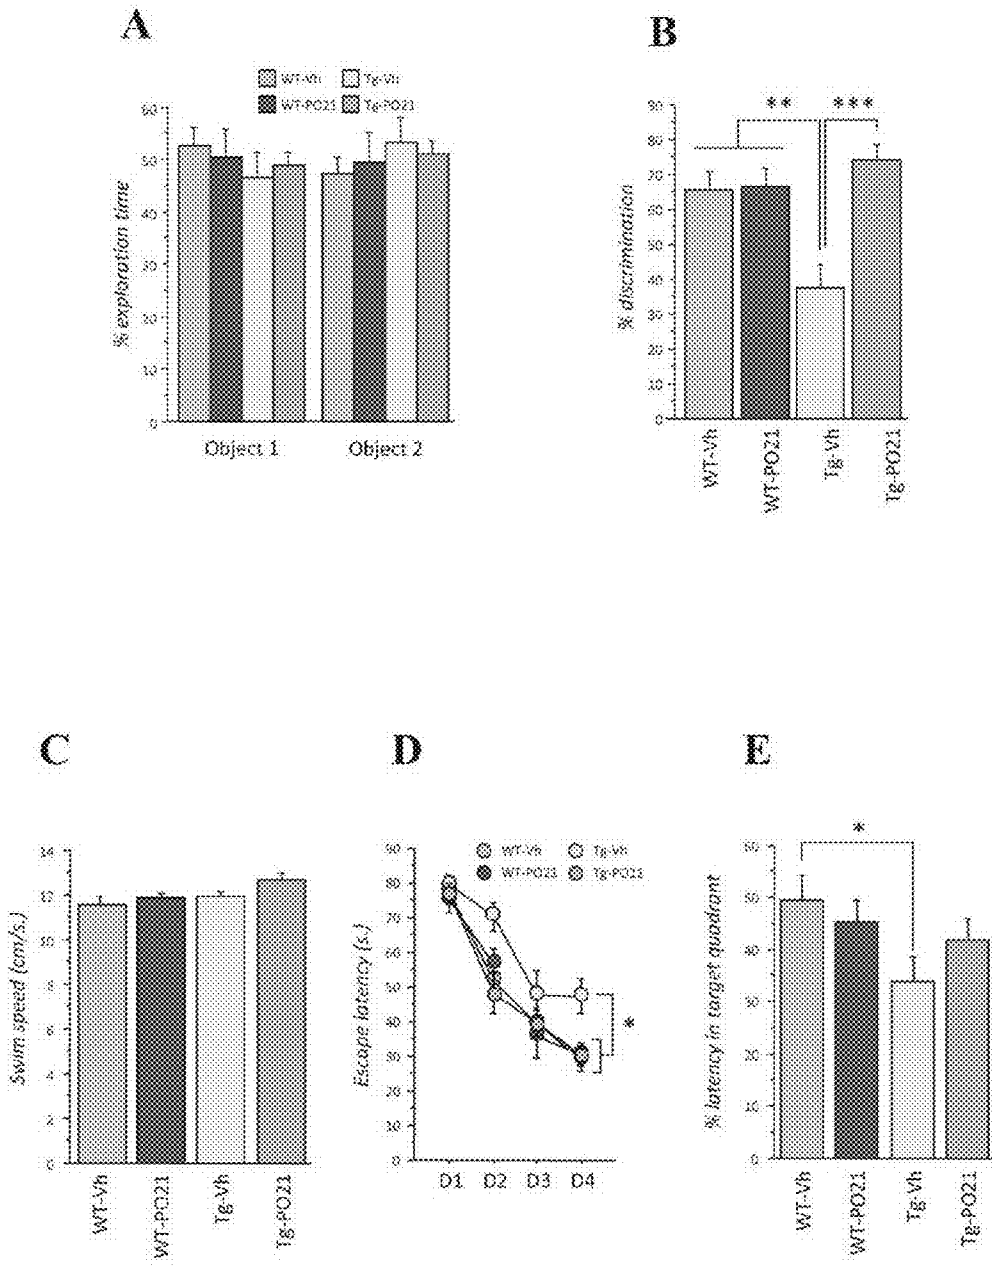 A
WT-Vh Tg-Vh
WT-PO21 Tg-PO21
60
50
40
30
20
10
0
% exploration time
Object 1 Object 2
B
** ***
90
80
70
60
50
40
30
20
10
0
% discrimination
WT-Vh
WT-PO21
Tg-Vh
Tg-PO21
C
14
12
10
8
6
4
2
0
Swim speed (cm/s.)
WT-Vh
WT-PO21
Tg-Vh
Tg-PO21
D
WT-Vh Tg-Vh
WT-PO21 Tg-PO21
90
80
70
60
50
40
30
20
10
0
Escape latency (s.)
*
D1 D2 D3 D4
E
*
60
50
40
30
20
10
0
% latency in target quadrant
WT-Vh
WT-PO21
Tg-Vh
Tg-PO21